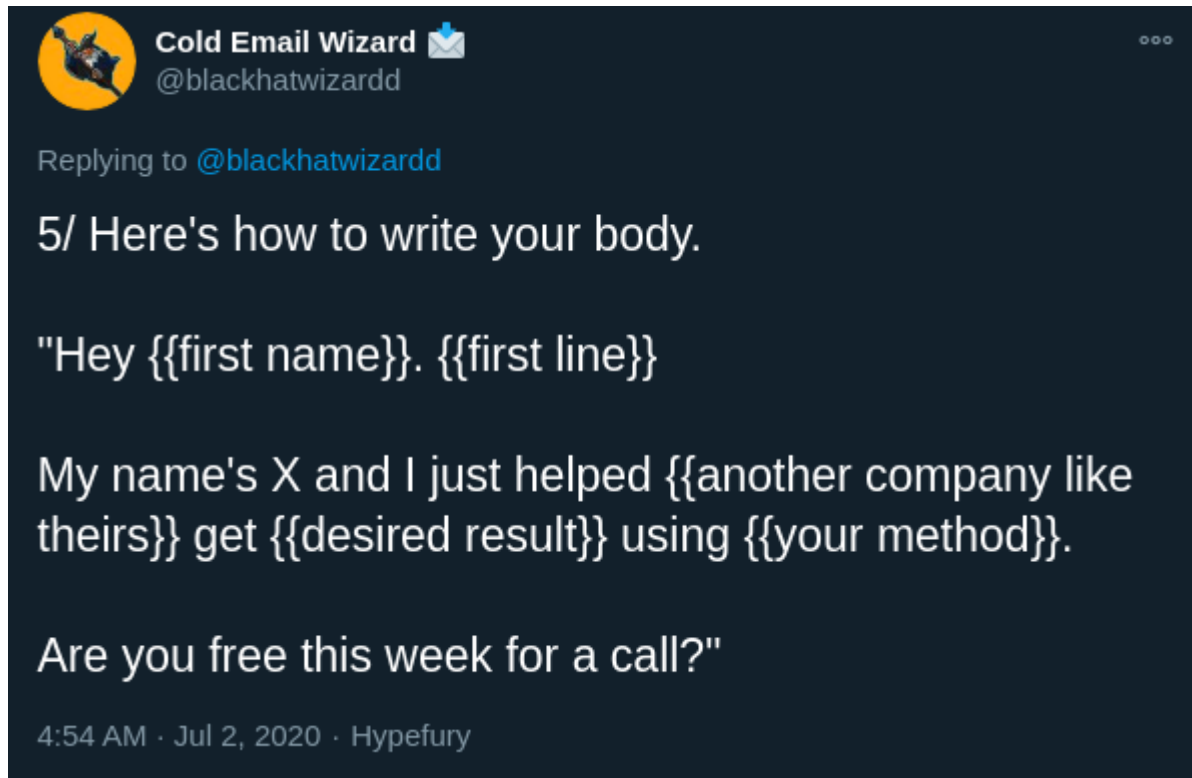 Cold Email Wizard 📩
@blackhatwizardd
Replying to @blackhatwizardd
5/ Here's how to write your body.
"Hey {{first name}}. {{first line}}
My name's X and I just helped {{another company like
theirs}} get {{desired result}} using {{your method}}.
Are you free this week for a call?"
4:54 AM · Jul 2, 2020 · Hypefury